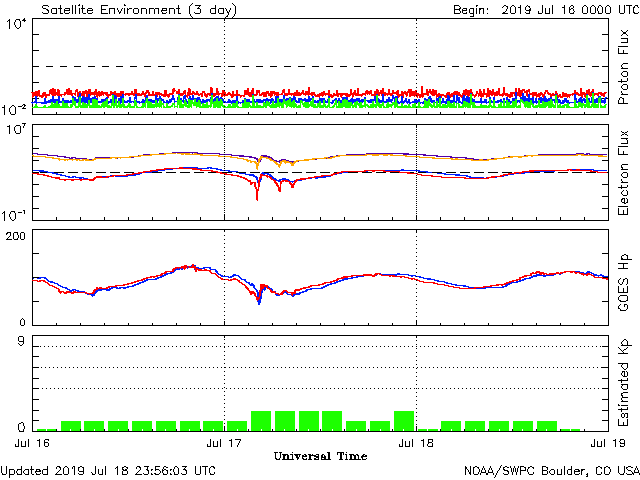 Satellite Environment (3 day)
Begin: 2019 Jul 16 0000 UTC
10^4
10^-2
Proton Flux
10^7
10^-1
Electron Flux
200
0
GOES Hp
9
0
Estimated Kp
Jul 16
Jul 17
Jul 18
Jul 19
Universal Time
Updated 2019 Jul 18 23:56:03 UTC
NOAA/SWPC Boulder, CO USA